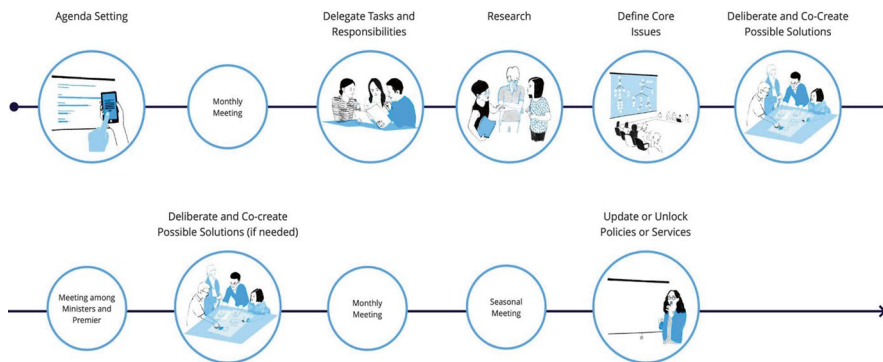 Agenda Setting
Monthly
Meeting
Delegate Tasks and
Responsibilities
Research
Define Core
Issues
Deliberate and Co-Create
Possible Solutions
Meeting among
Ministers and
Premier
Deliberate and Co-create
Possible Solutions (if needed)
Monthly
Meeting
Seasonal
Meeting
Update or Unlock
Policies or Services